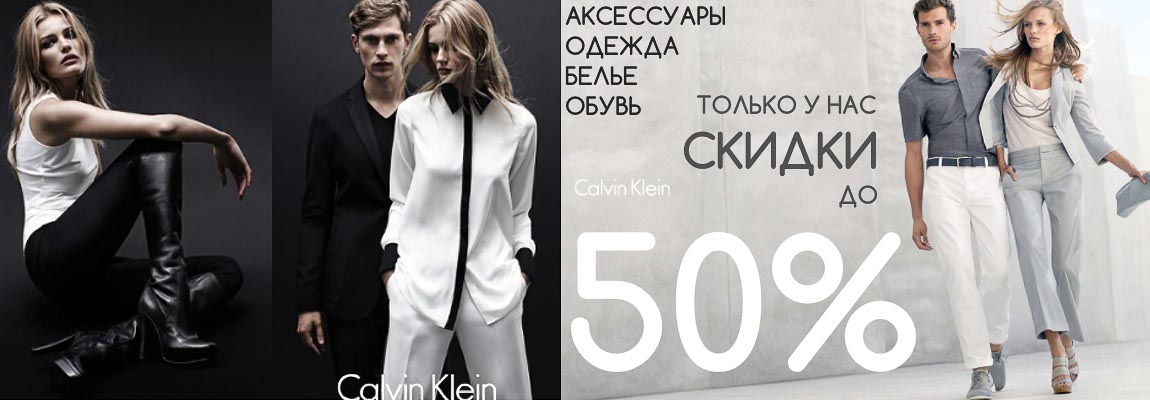 Calvin Klein
АКСЕССУАРЫ
ОДЕЖДА
БЕЛЬЕ
ОБУВЬ
ТОЛЬКО У НАС
СКИДКИ
Calvin Klein
ДО
50%